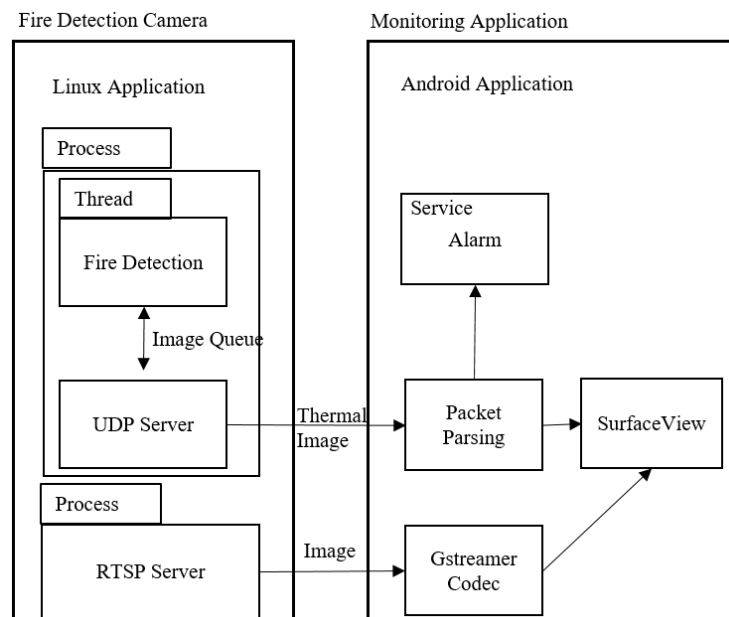 Fire Detection Camera
Monitoring Application
Linux Application
Android Application
Process
Thread
Fire Detection
Service
Alarm
Image Queue
UDP Server
Thermal
Image
Packet
Parsing
SurfaceView
Process
RTSP Server
Image
Gstreamer
Codec